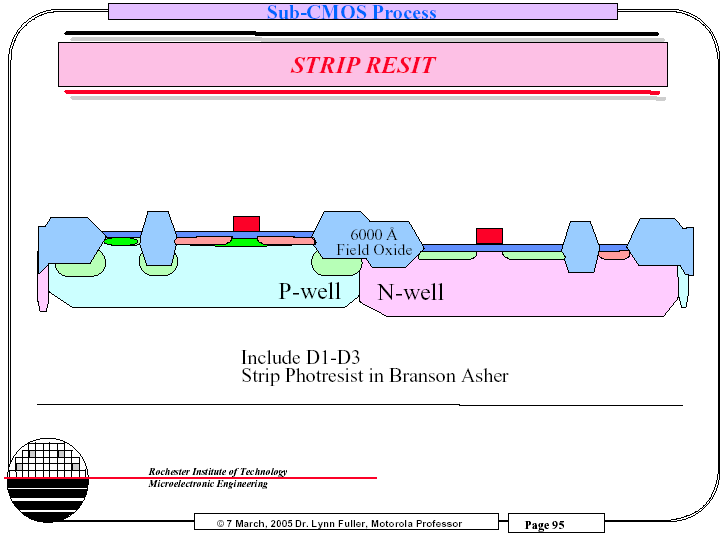 Sub-CMOS Process
STRIP RESIT
6000 Å
Field Oxide
P-well
N-well
Include D1-D3
Strip Photresist in Branson Asher
Rochester Institute of Technology
Microelectronic Engineering
© 7 March, 2005 Dr. Lynn Fuller, Motorola Professor
Page 95